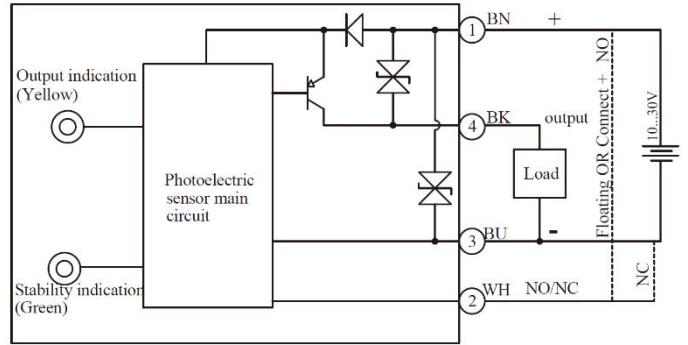 BN
+
1
Output indication
(Yellow)
4
BK
output
Floating OR Connect + NO
10...30V
Load
Photoelectric
sensor main
circuit
3
BU
-
Stability indication
(Green)
2
WH
NO/NC
NC